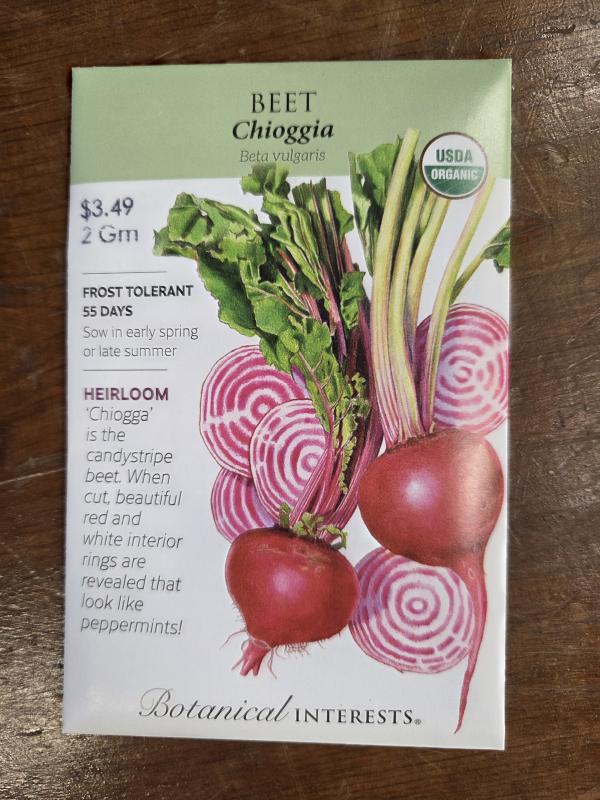 BEET
Chioggia
Beta vulgaris
USDA
ORGANIC
$3.49
2 Gm
FROST TOLERANT
55 DAYS
Sow in early spring
or late summer
HEIRLOOM
‘Chiogga’
is the
candystripe
beet. When
cut, beautiful
red and
white interior
rings are
revealed that
look like
peppermints!
Botanical INTERESTS®